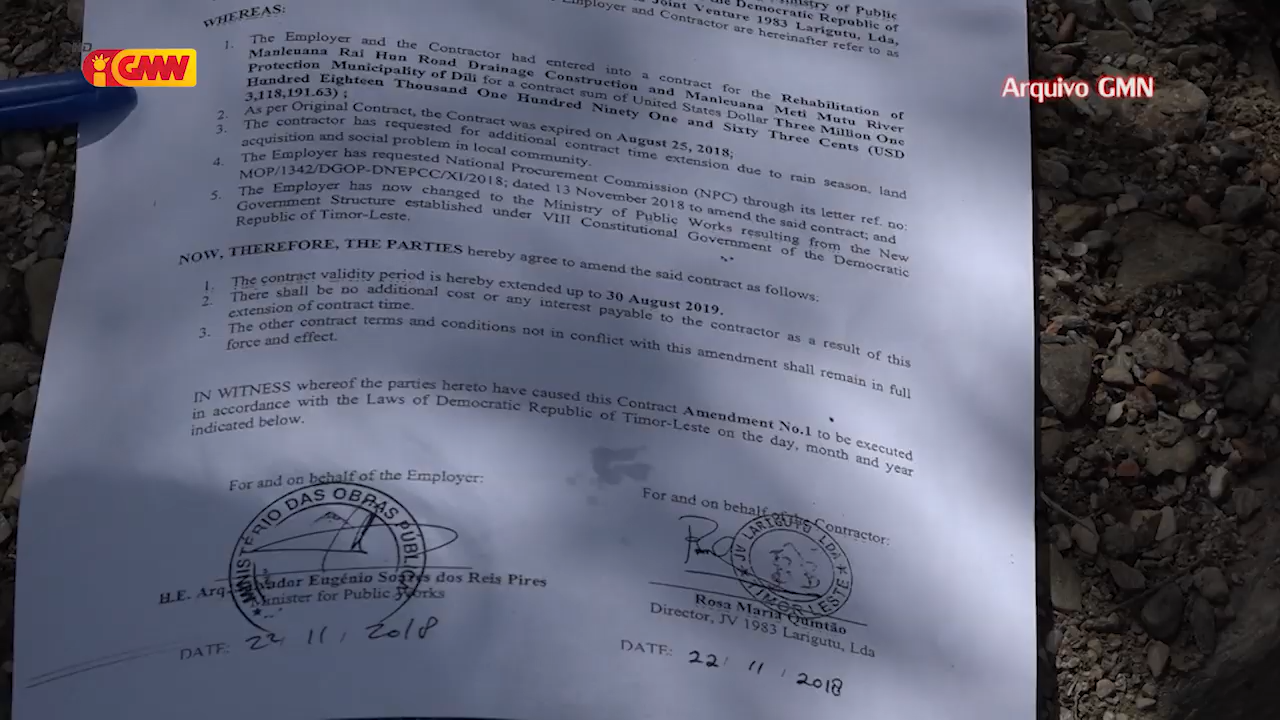 GMN
Arquivo GMN
Ministry of Public
the Democratic Republic of
Joint Venture 1983 Larigutu, Lda,
Employer and Contractor are hereinafter refer to as
WHEREAS:
1. The Employer and the Contractor had entered into a contract for the Rehabilitation of
Manleuana Rai Hun Road Drainage Construction and Manleuana Meti Mutu River
Protection Municipality of Dili for a contract sum of United States Dollar Three Million One
Hundred Eighteen Thousand One Hundred Ninety One and Sixty Three Cents (USD
3,118,191.63) ;
2. As per Original Contract, the Contract was expired on August 25, 2018;
3. The contractor has requested for additional contract time extension due to rain season, land
acquisition and social problem in local community.
4. The Employer has requested National Procurement Commission (NPC) through its letter ref. no:
MOP/1342/DGOP-DNEPCC/XI/2018; dated 13 November 2018 to amend the said contract; and
5. The Employer has now changed to the Ministry of Public Works resulting from the New
Government Structure established under VIII Constitutional Government of the Democratic
Republic of Timor-Leste.
NOW, THEREFORE, THE PARTIES hereby agree to amend the said contract as follows:
1. The contract validity period is hereby extended up to 30 August 2019.
2. There shall be no additional cost or any interest payable to the contractor as a result of this
extension of contract time.
3. The other contract terms and conditions not in conflict with this amendment shall remain in full
force and effect.
IN WITNESS whereof the parties hereto have caused this Contract Amendment No.1 to be executed
in accordance with the Laws of Democratic Republic of Timor-Leste on the day, month and year
indicated below.
For and on behalf of the Employer:
MINISTÉRIO DAS OBRAS PÚBLIC
H.E. Arq. Eugénio Soares dos Reis Pires
Minister for Public Works
DATE: 22 / 11 / 2018
For and on behalf of the Contractor:
JV LARIGUTU LDA
TIMOR-LESTE
Rosa Maria Quintão
Director, JV 1983 Larigutu, Lda
DATE: 22 / 11 / 2018